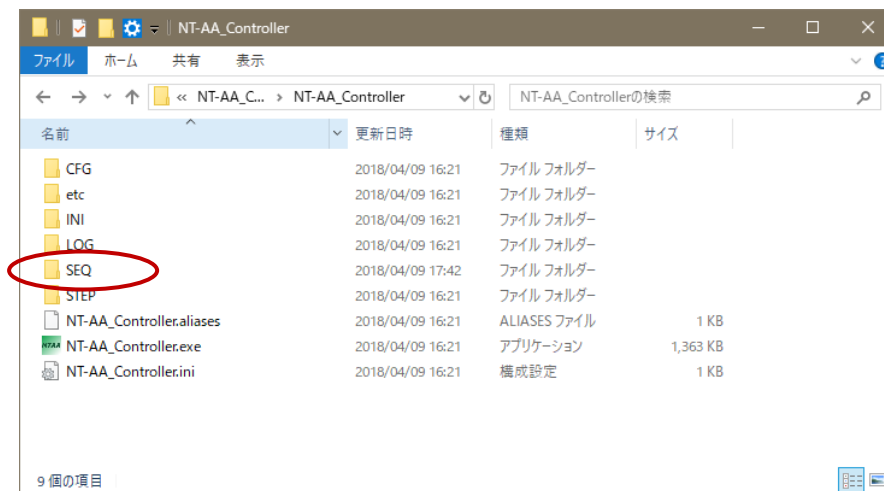 NT-AA_Controller
ファイル ホーム 共有 表示
« NT-AA_C... › NT-AA_Controller NT-AA_Controllerの検索
名前 更新日時 種類 サイズ
CFG 2018/04/09 16:21 ファイル フォルダー
etc 2018/04/09 16:21 ファイル フォルダー
INI 2018/04/09 16:21 ファイル フォルダー
LOG 2018/04/09 16:21 ファイル フォルダー
SEQ 2018/04/09 17:42 ファイル フォルダー
STEP 2018/04/09 16:21 ファイル フォルダー
NT-AA_Controller.aliases 2018/04/09 16:21 ALIASES ファイル 1 KB
NTAA NT-AA_Controller.exe 2018/04/09 16:21 アプリケーション 1,363 KB
NT-AA_Controller.ini 2018/04/09 16:21 構成設定 1 KB
9 個の項目